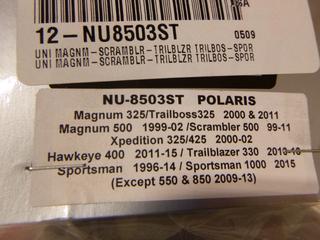 12-NU8503ST 0509
UNI MAGNM-SCRAMBLR-TRILBLZR TRILBOS-SPOR
UNI MAGNM-SCRAMBLR-TRILBLZR TRILBOS-SPOR
NU-8503ST POLARIS
Magnum 325/Trailboss325 2000 & 2011
Magnum 500 1999-02/Scrambler 500 99-11
Xpedition 325/425 2000-02
Hawkeye 400 2011-15 / Trailblazer 330
Sportsman 1996-14 / Sportsman 1000 2015
(Except 550 & 850 2009-13)